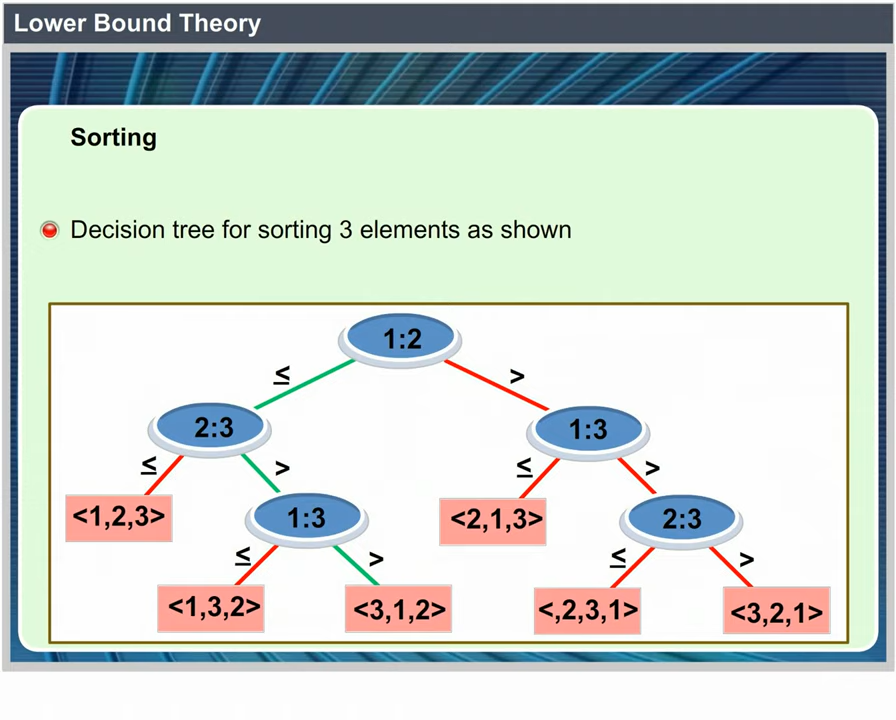 Lower Bound Theory
Sorting
Decision tree for sorting 3 elements as shown
1:2
≤ >
2:3 1:3
≤ > ≤ >
<1,2,3> 1:3 <2,1,3> 2:3
≤ > ≤ >
<1,3,2> <3,1,2> <,2,3,1> <3,2,1>